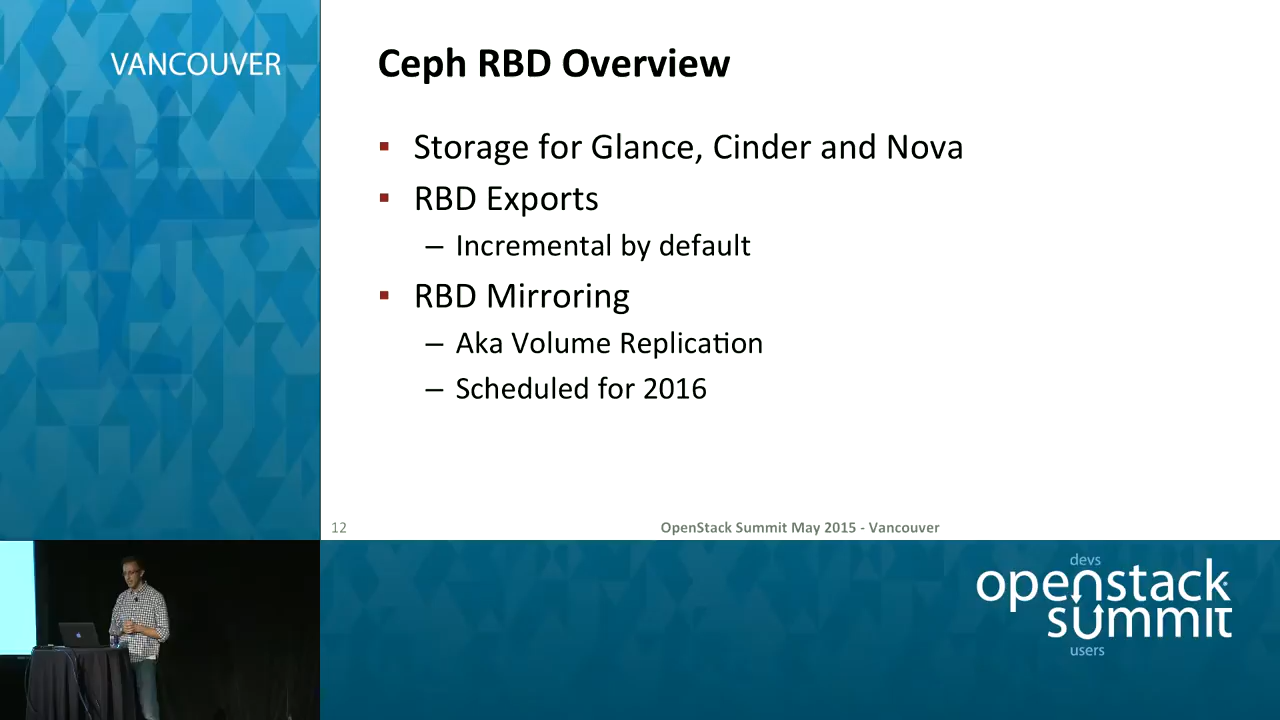 VANCOUVER
Ceph RBD Overview
▪ Storage for Glance, Cinder and Nova
▪ RBD Exports
– Incremental by default
▪ RBD Mirroring
– Aka Volume Replication
– Scheduled for 2016
12
OpenStack Summit May 2015 - Vancouver
devs
openstack
summit
users